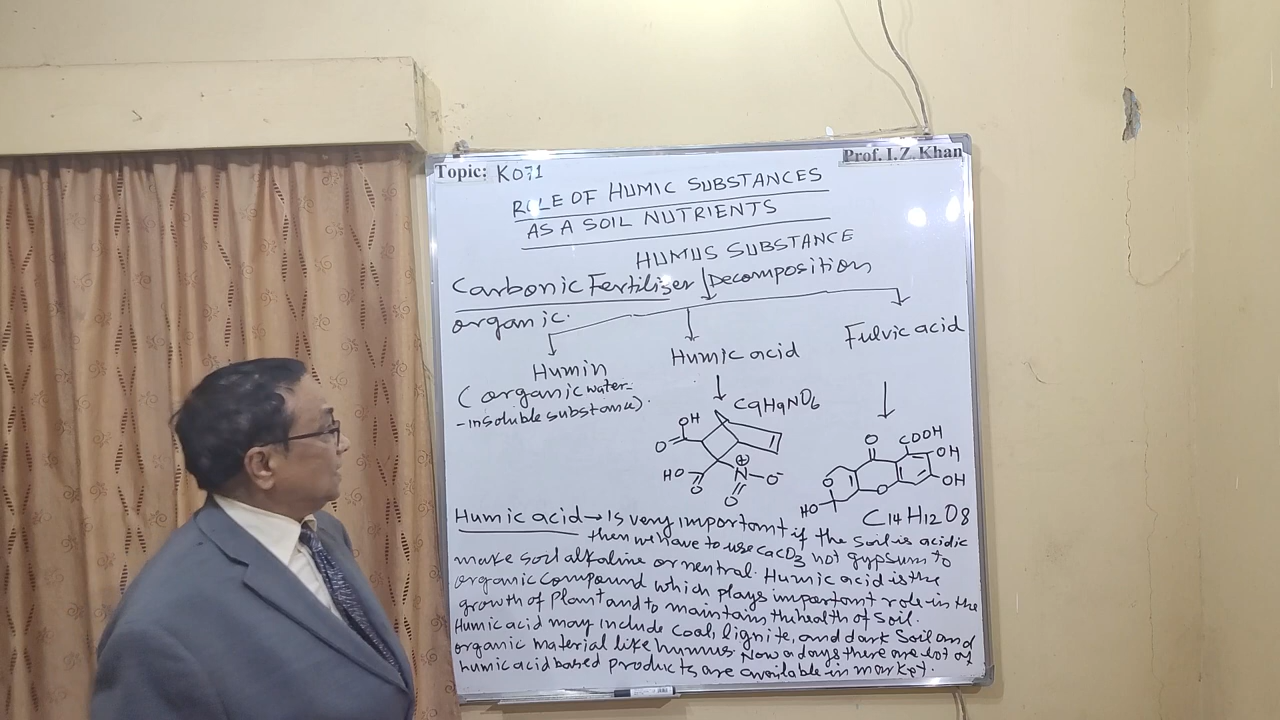 Topic: K071
Prof. I.Z. Khan
ROLE OF HUMIC SUBSTANCES
AS A SOIL NUTRIENTS
HUMUS SUBSTANCE
Carbonic Fertiliser
Decomposition
organic.
Humin
(organic water-
-insoluble substance).
Humic acid
Fulvic acid
C9H9NO6
OH
O
HO
O
⊕
N
O-
O
O
COOH
OH
OH
O
O
HO
C14H12O8
Humic acid → Is very important if the soil is acidic
then we have to use CaCO3 not gypsum to
make soil alkaline or neutral. Humic acid is the
organic compound which plays important role in the
growth of Plant and to maintain the health of soil.
Humic acid may include Coal, lignite, and dark Soil and
organic material like humus. Now a days there are lot of
humic acid based products are available in market.